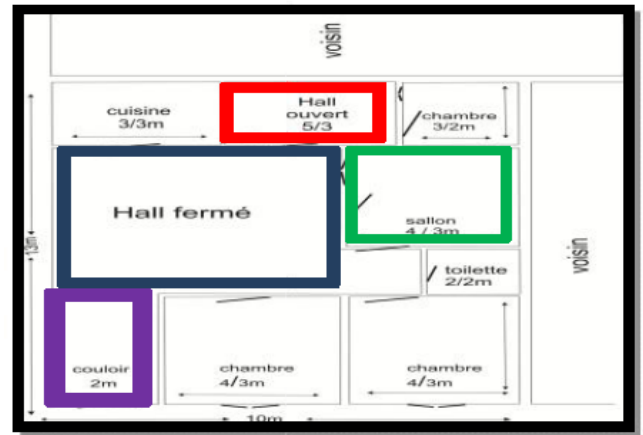 voisin
cuisine
3/3m
Hall
ouvert
5/3
chambre
3/2m
Hall fermé
sallon
4 / 3m
13m
voisin
toilette
2/2m
couloir
2m
chambre
4/3m
chambre
4/3m
10m